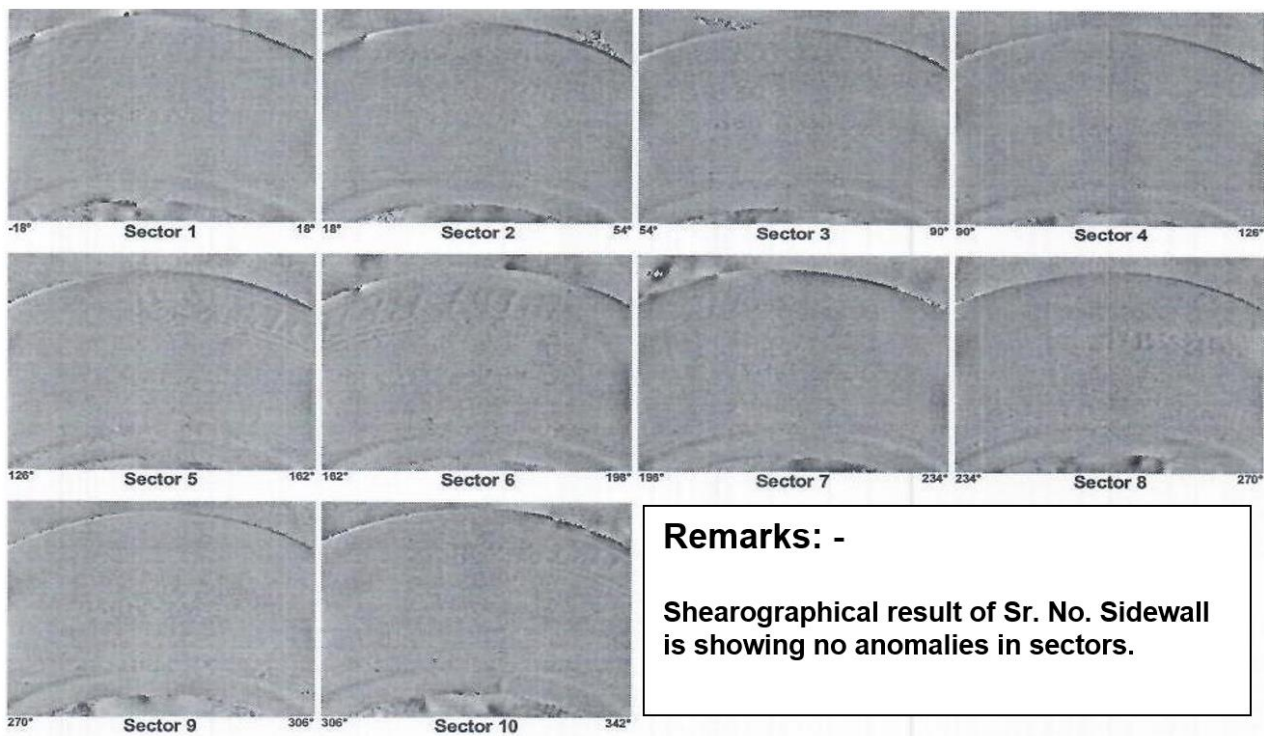 -18° Sector 1 18°
18° Sector 2 54°
54° Sector 3 90°
90° Sector 4 126°
126° Sector 5 162°
162° Sector 6 198°
198° Sector 7 234°
234° Sector 8 270°
270° Sector 9 306°
306° Sector 10 342°
Remarks: -
Shearographical result of Sr. No. Sidewall
is showing no anomalies in sectors.